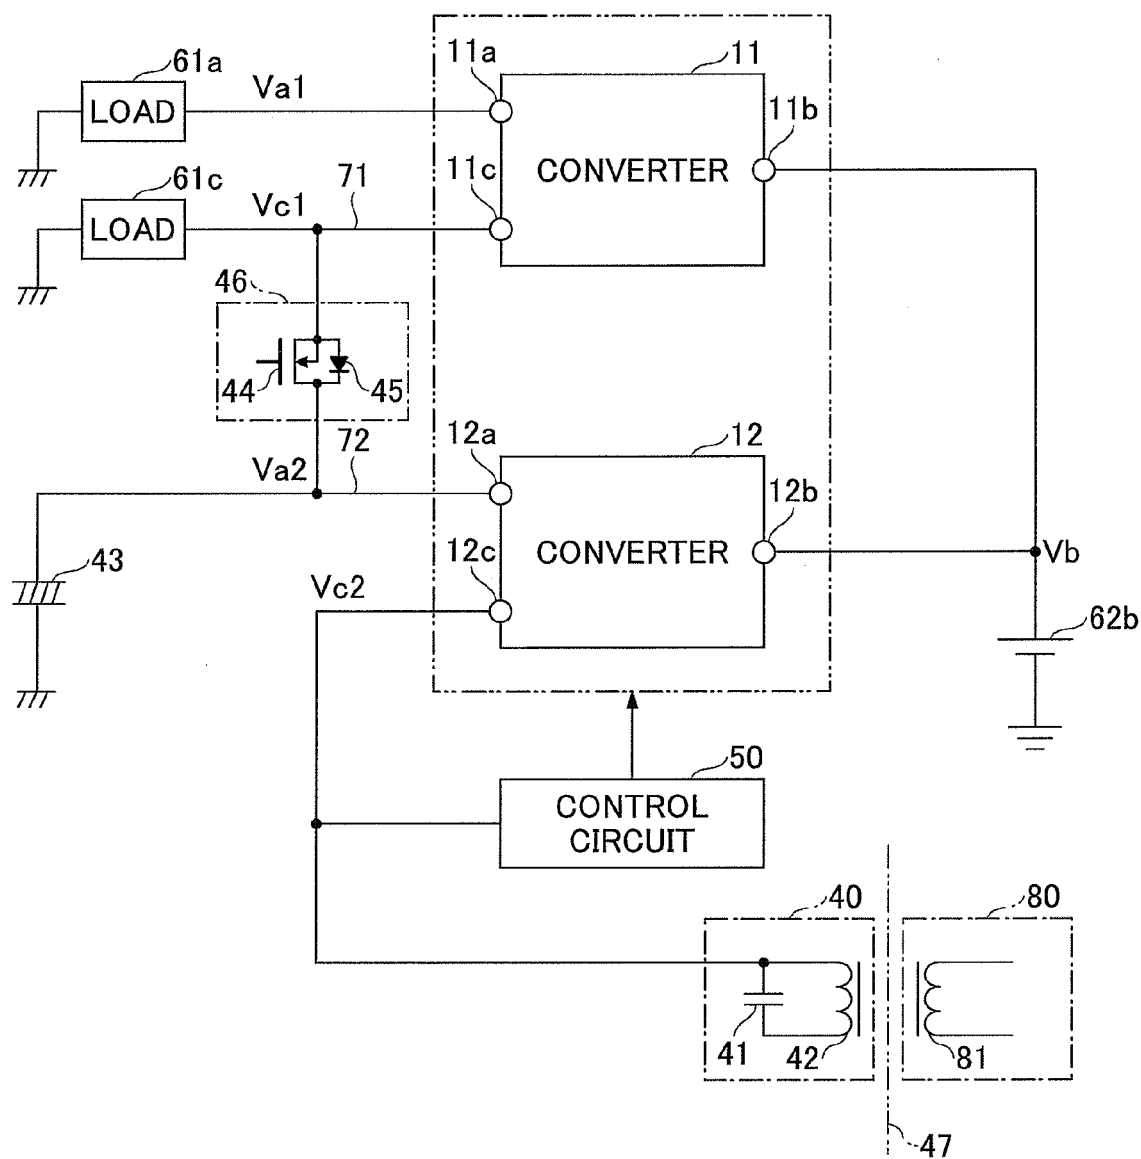 61a
LOAD
Va1
11a
11
11b
CONVERTER
61c
LOAD
Vc1
71
11c
46
44
45
72
Va2
12a
12
12b
CONVERTER
12c
43
Vc2
Vb
62b
50
CONTROL
CIRCUIT
40
80
41
42
81
47